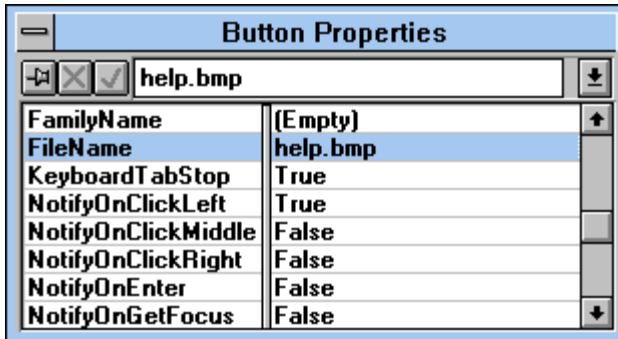 Button Properties
help.bmp
FamilyName (Empty)
FileName help.bmp
KeyboardTabStop True
NotifyOnClickLeft True
NotifyOnClickMiddle False
NotifyOnClickRight False
NotifyOnEnter False
NotifyOnGetFocus False